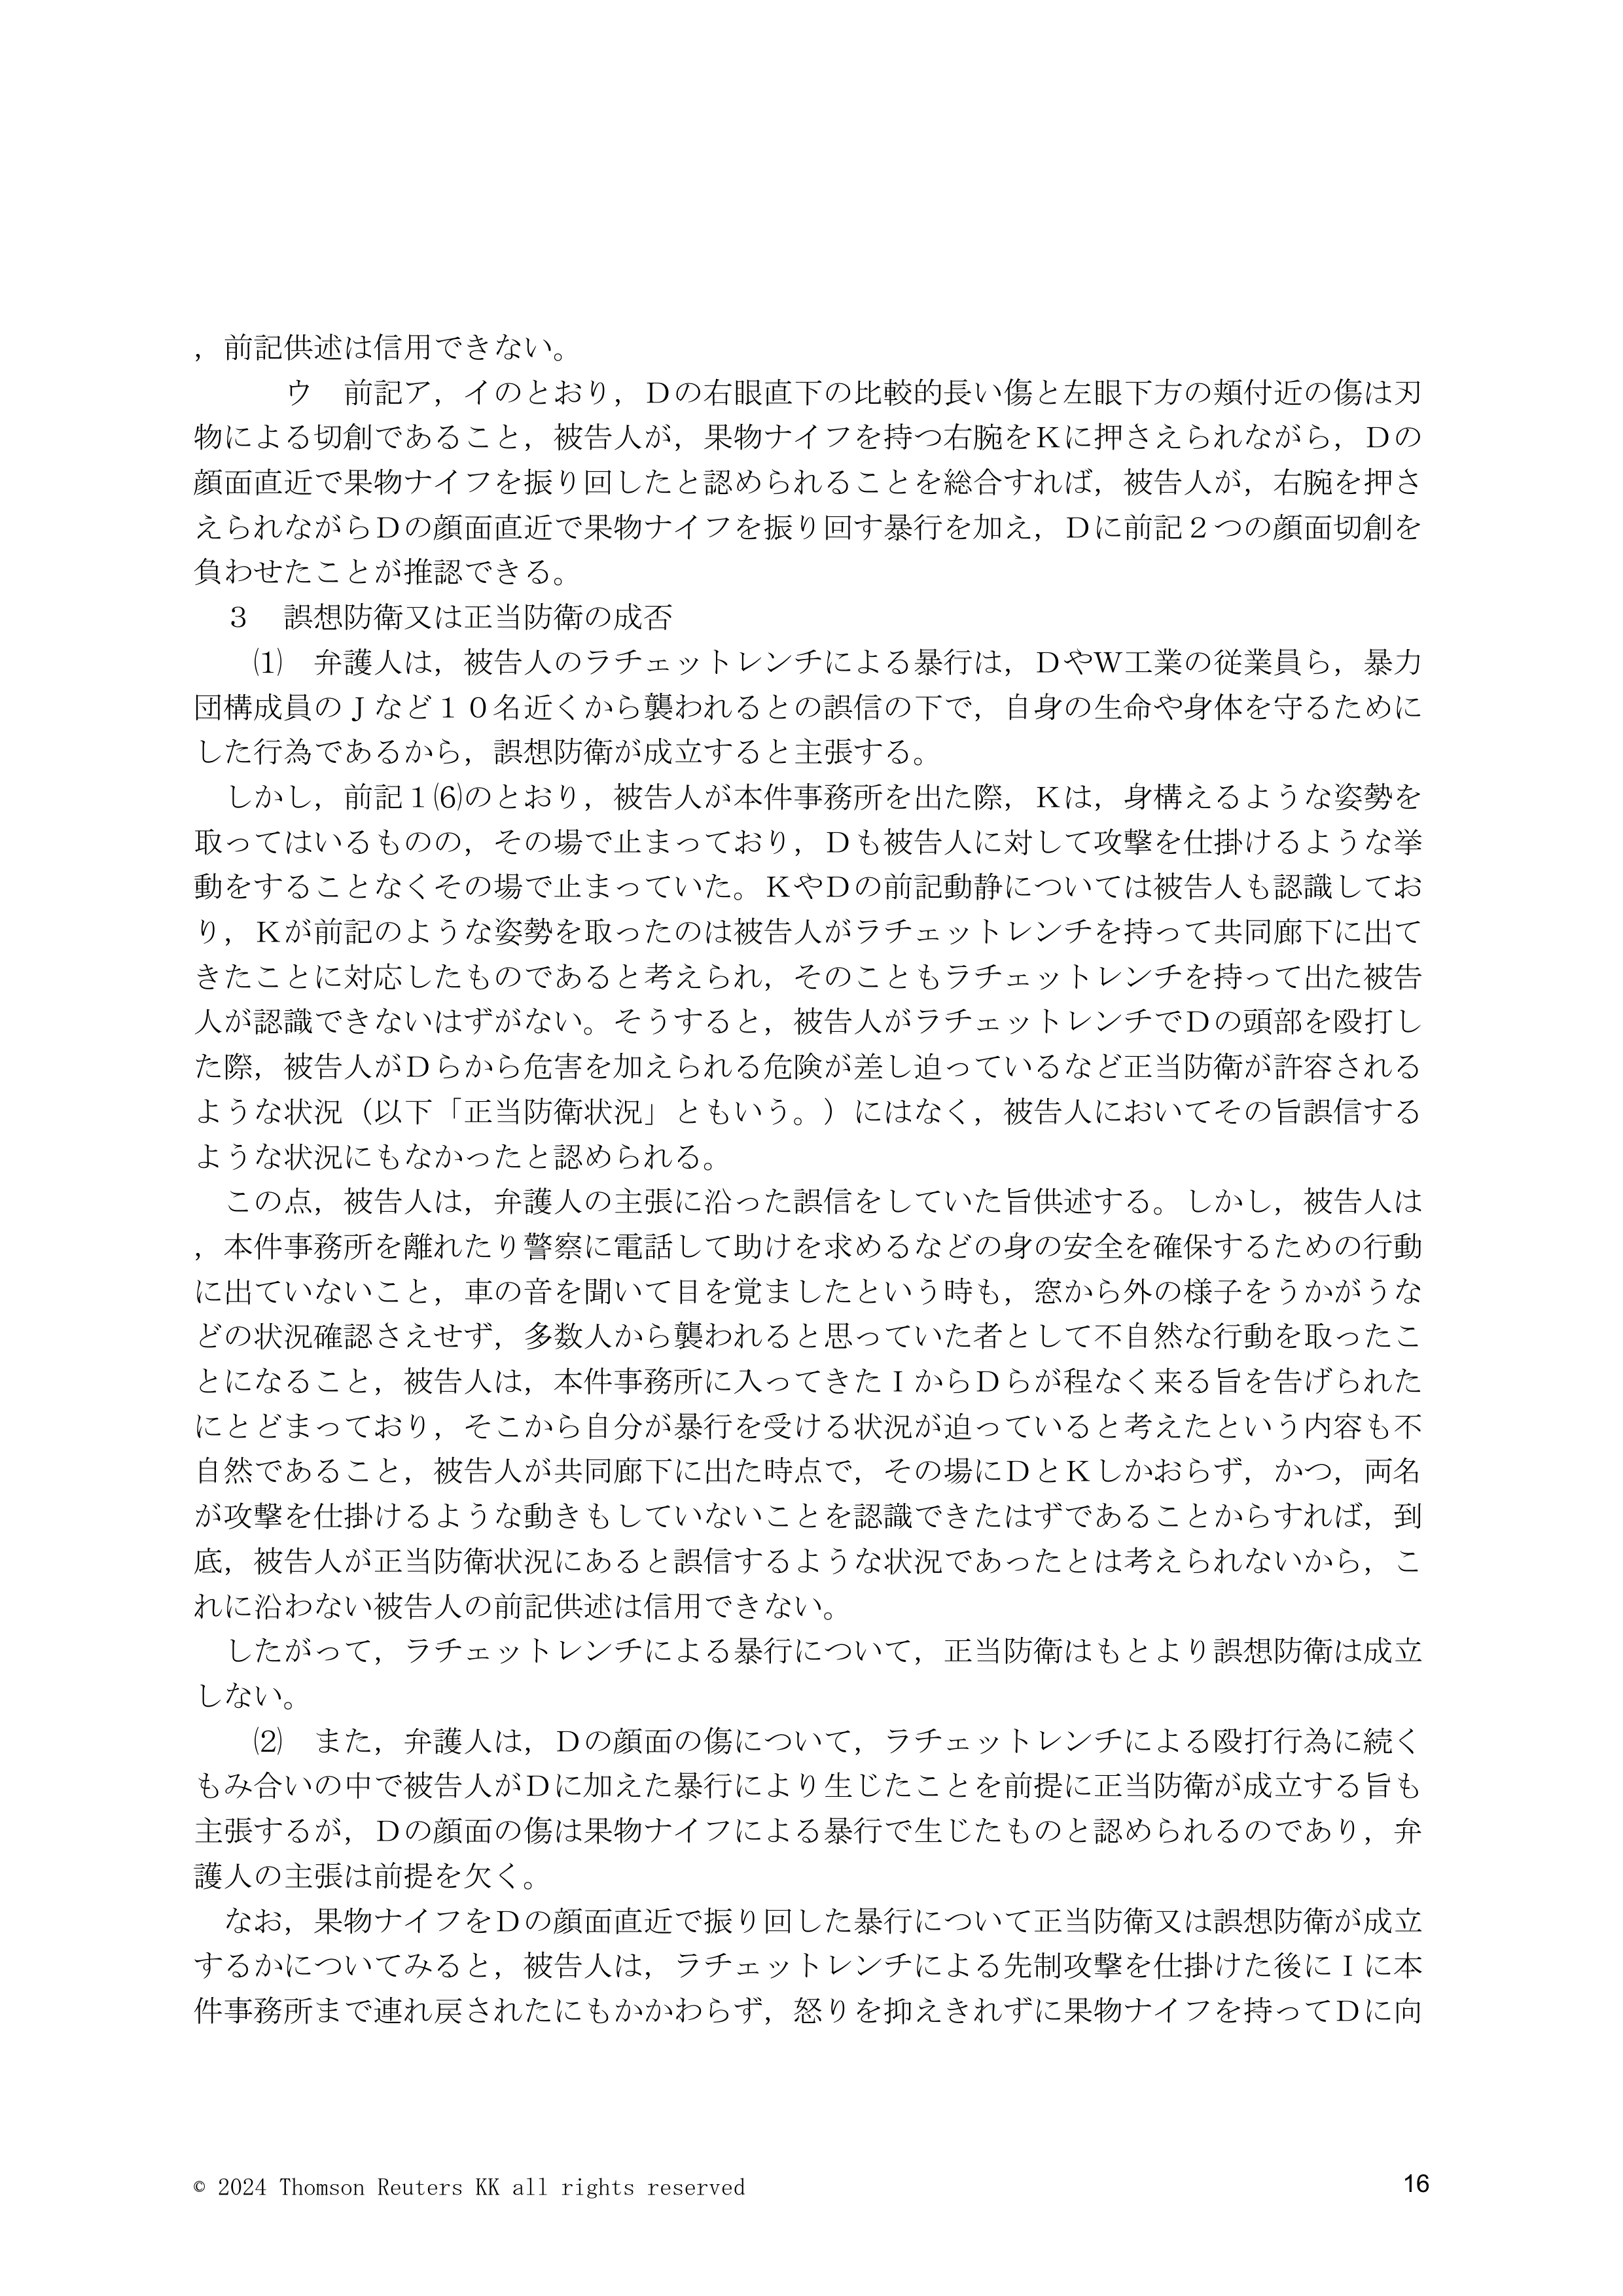 ，前記供述は信用できない。
ウ　前記ア，イのとおり，Ｄの右眼直下の比較的長い傷と左眼下方の頬付近の傷は刃
物による切創であること，被告人が，果物ナイフを持つ右腕をＫに押さえられながら，Ｄの
顔面直近で果物ナイフを振り回したと認められることを総合すれば，被告人が，右腕を押さ
えられながらＤの顔面直近で果物ナイフを振り回す暴行を加え，Ｄに前記２つの顔面切創を
負わせたことが推認できる。
３　誤想防衛又は正当防衛の成否
⑴　弁護人は，被告人のラチェットレンチによる暴行は，ＤやＷ工業の従業員ら，暴力
団構成員のＪなど１０名近くから襲われるとの誤信の下で，自身の生命や身体を守るために
した行為であるから，誤想防衛が成立すると主張する。
しかし，前記１⑹のとおり，被告人が本件事務所を出た際，Ｋは，身構えるような姿勢を
取ってはいるものの，その場で止まっており，Ｄも被告人に対して攻撃を仕掛けるような挙
動をすることなくその場で止まっていた。ＫやＤの前記動静については被告人も認識してお
り，Ｋが前記のような姿勢を取ったのは被告人がラチェットレンチを持って共同廊下に出て
きたことに対応したものであると考えられ，そのこともラチェットレンチを持って出た被告
人が認識できないはずがない。そうすると，被告人がラチェットレンチでＤの頭部を殴打し
た際，被告人がＤらから危害を加えられる危険が差し迫っているなど正当防衛が許容される
ような状況（以下「正当防衛状況」ともいう。）にはなく，被告人においてその旨誤信する
ような状況にもなかったと認められる。
この点，被告人は，弁護人の主張に沿った誤信をしていた旨供述する。しかし，被告人は
，本件事務所を離れたり警察に電話して助けを求めるなどの身の安全を確保するための行動
に出ていないこと，車の音を聞いて目を覚ましたという時も，窓から外の様子をうかがうな
どの状況確認さえせず，多数人から襲われると思っていた者として不自然な行動を取ったこ
とになること，被告人は，本件事務所に入ってきたＩからＤらが程なく来る旨を告げられた
にとどまっており，そこから自分が暴行を受ける状況が迫っていると考えたという内容も不
自然であること，被告人が共同廊下に出た時点で，その場にＤとＫしかおらず，かつ，両名
が攻撃を仕掛けるような動きもしていないことを認識できたはずであることからすれば，到
底，被告人が正当防衛状況にあると誤信するような状況であったとは考えられないから，こ
れに沿わない被告人の前記供述は信用できない。
したがって，ラチェットレンチによる暴行について，正当防衛はもとより誤想防衛は成立
しない。
⑵　また，弁護人は，Ｄの顔面の傷について，ラチェットレンチによる殴打行為に続く
もみ合いの中で被告人がＤに加えた暴行により生じたことを前提に正当防衛が成立する旨も
主張するが，Ｄの顔面の傷は果物ナイフによる暴行で生じたものと認められるのであり，弁
護人の主張は前提を欠く。
なお，果物ナイフをＤの顔面直近で振り回した暴行について正当防衛又は誤想防衛が成立
するかについてみると，被告人は，ラチェットレンチによる先制攻撃を仕掛けた後にＩに本
件事務所まで連れ戻されたにもかかわらず，怒りを抑えきれずに果物ナイフを持ってＤに向
© 2024 Thomson Reuters KK all rights reserved
16